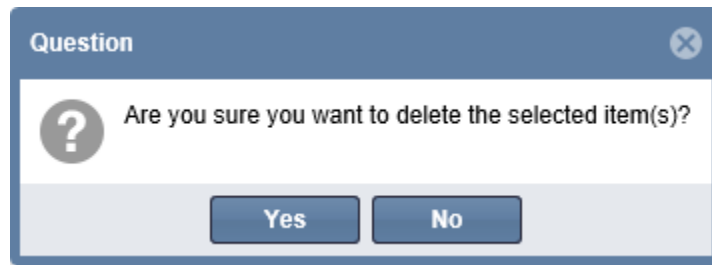 Question
Are you sure you want to delete the selected item(s)?
Yes No